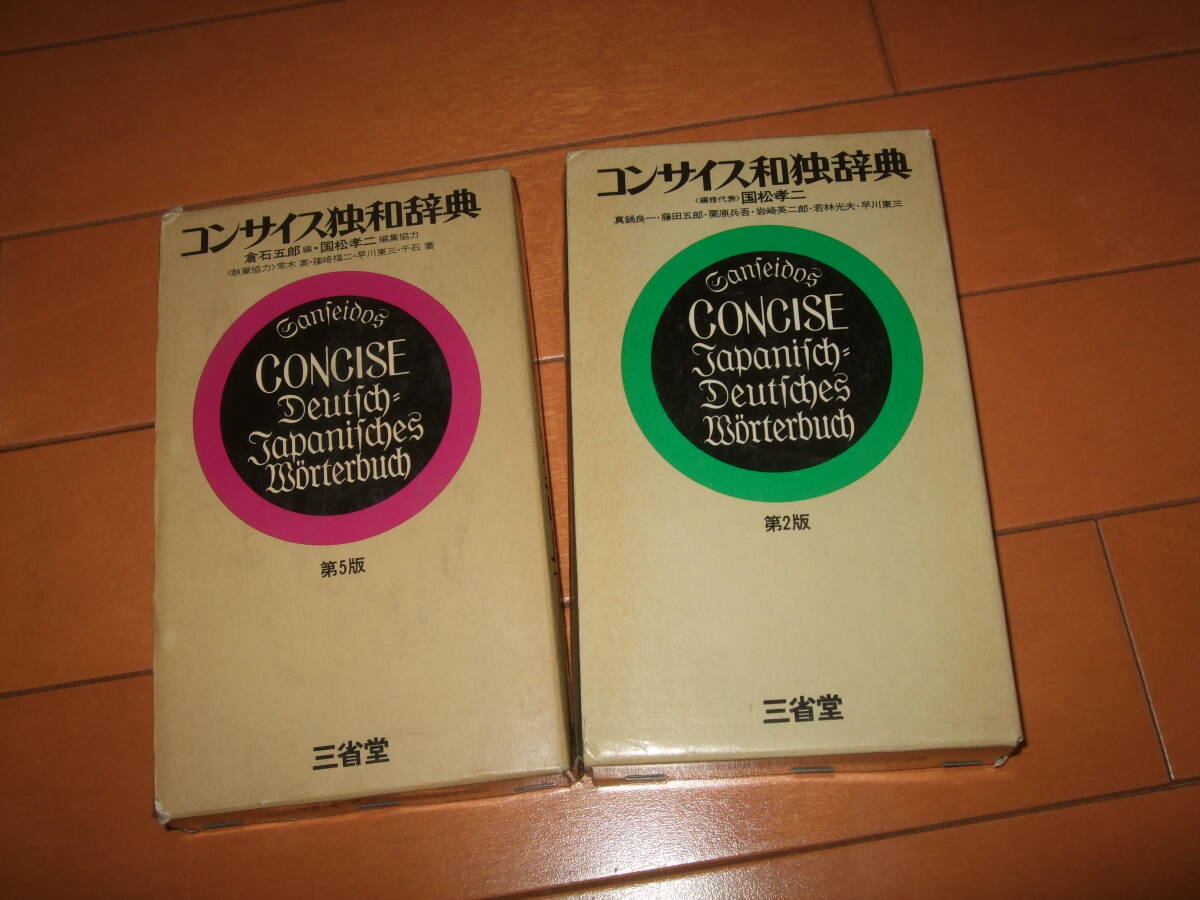 コンサイス独和辞典
倉石五郎 編・国松孝二 編集協力
〈執筆協力〉常木 実・篠崎福二・早川東三・千石 喬
Sanſeidos
CONCISE
Deutſch=
Japaniſches
Wörterbuch
第5版
三省堂
コンサイス和独辞典
〈編修代表〉国松孝二
真鍋良一・藤田五郎・栗原兵吾・岩崎英二郎・若林光夫・早川東三
Sanſeidos
CONCISE
Japaniſch=
Deutſches
Wörterbuch
第2版
三省堂